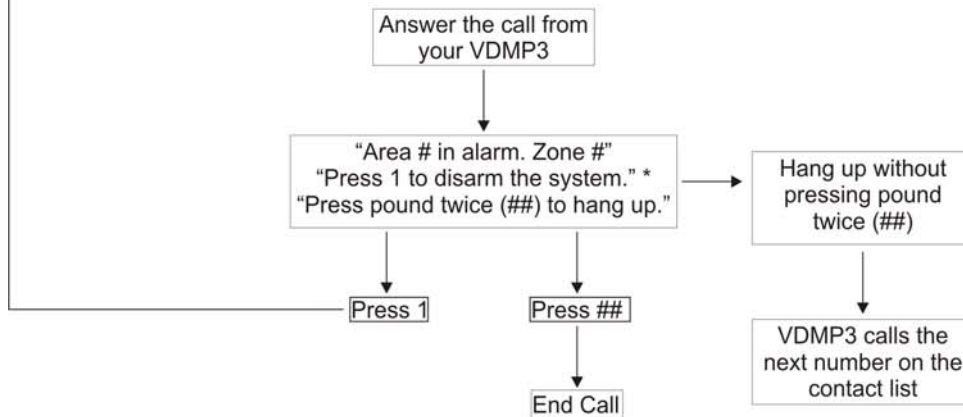 Answer the call from
your VDMP3
“Area # in alarm. Zone #”
“Press 1 to disarm the system.” *
“Press pound twice (##) to hang up.”
Hang up without
pressing pound
twice (##)
Press 1
Press ##
VDMP3 calls the
next number on the
contact list
End Call